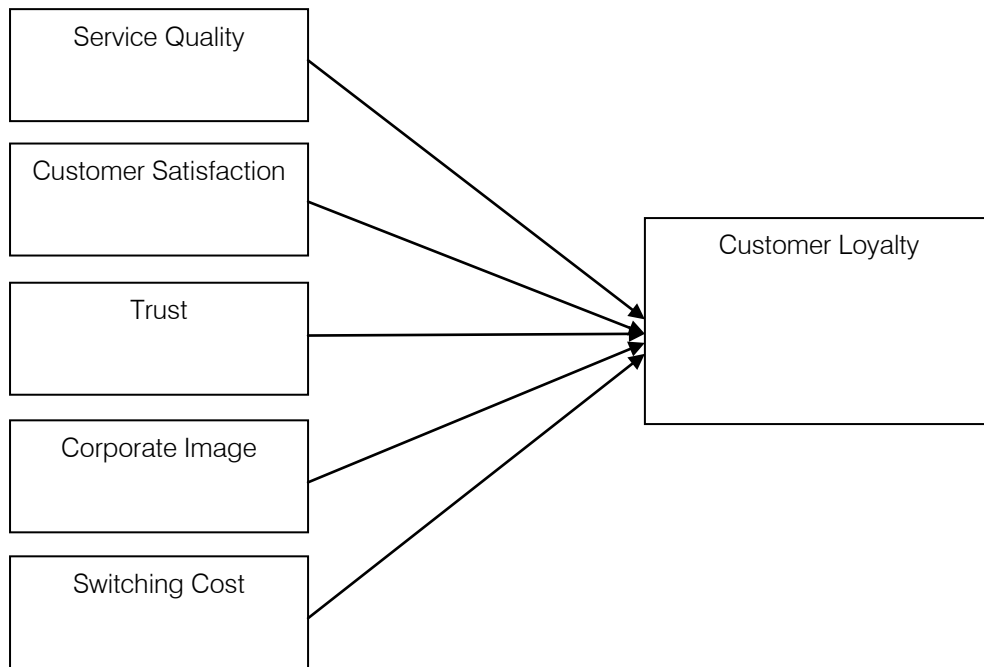 Service Quality
Customer Satisfaction
Trust
Corporate Image
Switching Cost
Customer Loyalty